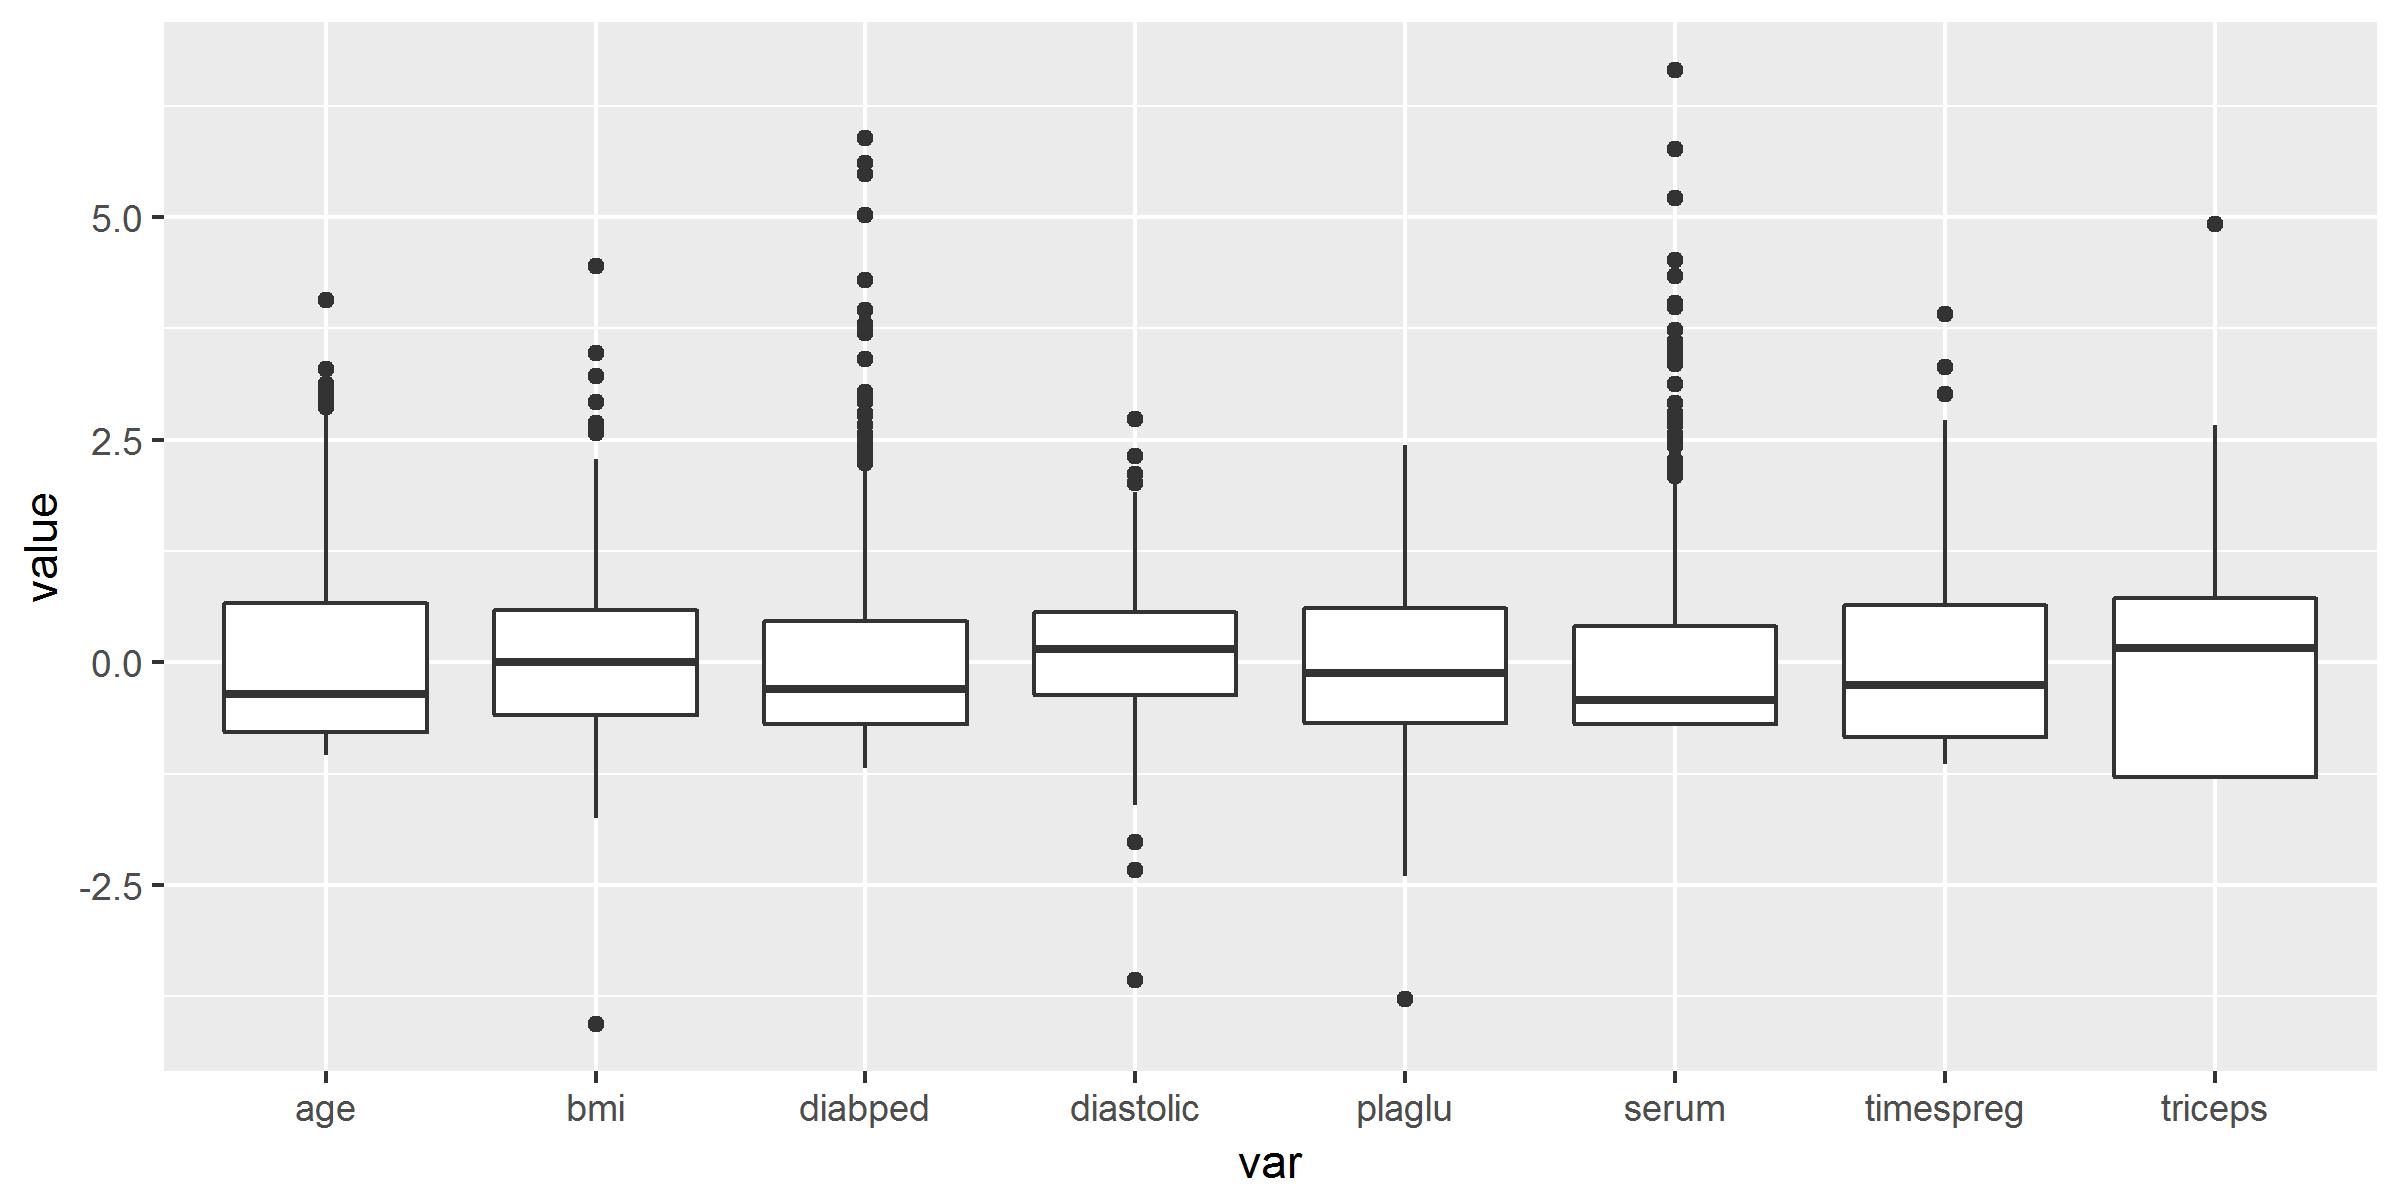 value
5.0
2.5
0.0
-2.5
age bmi diabped diastolic plaglu serum timespreg triceps
var